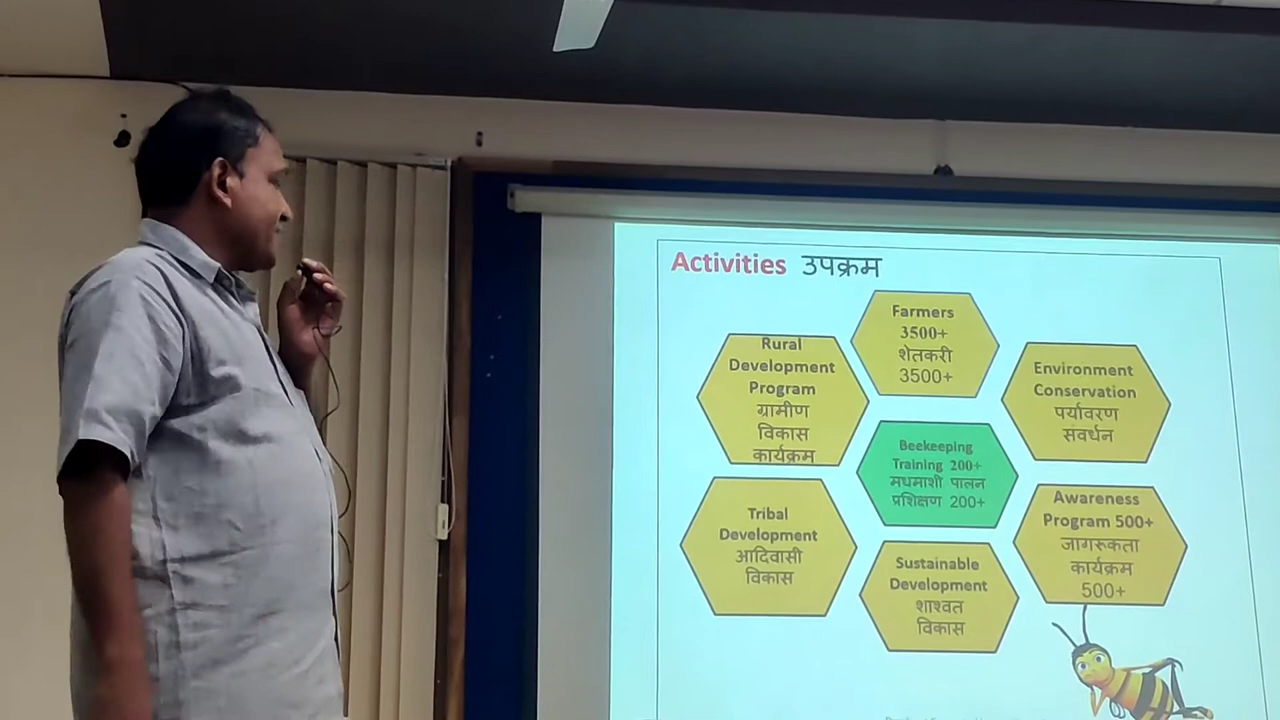 Activities उपक्रम
Farmers
3500+
शेतकरी
3500+
Rural
Development
Program
ग्रामीण
विकास
कार्यक्रम
Environment
Conservation
पर्यावरण
संवर्धन
Beekeeping
Training 200+
मधमाशी पालन
प्रशिक्षण 200+
Tribal
Development
आदिवासी
विकास
Sustainable
Development
शाश्वत
विकास
Awareness
Program 500+
जागरूकता
कार्यक्रम
500+